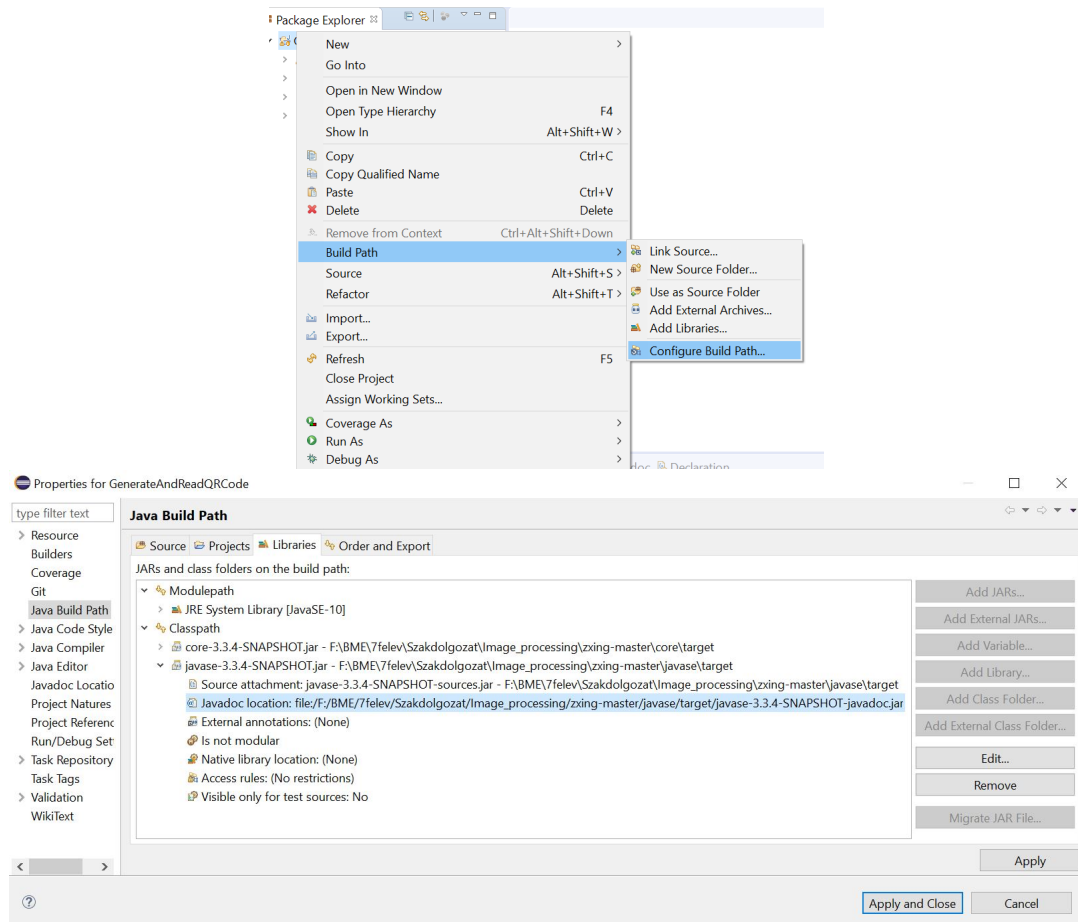 Package Explorer
New
Go Into
Open in New Window
Open Type Hierarchy F4
Show In Alt+Shift+W
Copy Ctrl+C
Copy Qualified Name
Paste Ctrl+V
Delete Delete
Remove from Context Ctrl+Alt+Shift+Down
Build Path
Source Alt+Shift+S
Refactor Alt+Shift+T
Import...
Export...
Refresh F5
Close Project
Assign Working Sets...
Coverage As
Run As
Debug As
Link Source...
New Source Folder...
Use as Source Folder
Add External Archives...
Add Libraries...
Configure Build Path...
Declaration
Properties for GenerateAndReadQRCode
type filter text
Resource
Builders
Coverage
Git
Java Build Path
Java Code Style
Java Compiler
Java Editor
Javadoc Locatio
Project Natures
Project Referenc
Run/Debug Set
Task Repository
Task Tags
Validation
WikiText
Java Build Path
Source Projects Libraries Order and Export
JARs and class folders on the build path:
Modulepath
JRE System Library [JavaSE-10]
Classpath
core-3.3.4-SNAPSHOT.jar - F:\BME\7felev\Szakdolgozat\Image_processing\zxing-master\core\target
javase-3.3.4-SNAPSHOT.jar - F:\BME\7felev\Szakdolgozat\Image_processing\zxing-master\javase\target
Source attachment: javase-3.3.4-SNAPSHOT-sources.jar - F:\BME\7felev\Szakdolgozat\Image_processing\zxing-master\javase\target
Javadoc location: file:/F:/BME/7felev/Szakdolgozat/Image_processing/zxing-master/javase/target/javase-3.3.4-SNAPSHOT-javadoc.jar
External annotations: (None)
Is not modular
Native library location: (None)
Access rules: (No restrictions)
Visible only for test sources: No
Add JARs...
Add External JARs...
Add Variable...
Add Library...
Add Class Folder...
Add External Class Folder...
Edit...
Remove
Migrate JAR File...
Apply
Apply and Close Cancel